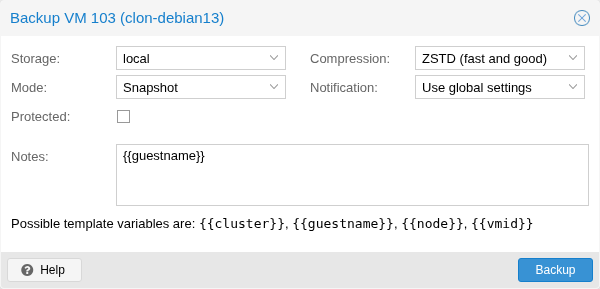 Backup VM 103 (clon-debian13)
Storage: local Compression: ZSTD (fast and good)
Mode: Snapshot Notification: Use global settings
Protected:
Notes: {{guestname}}
Possible template variables are: {{cluster}}, {{guestname}}, {{node}}, {{vmid}}
Help Backup